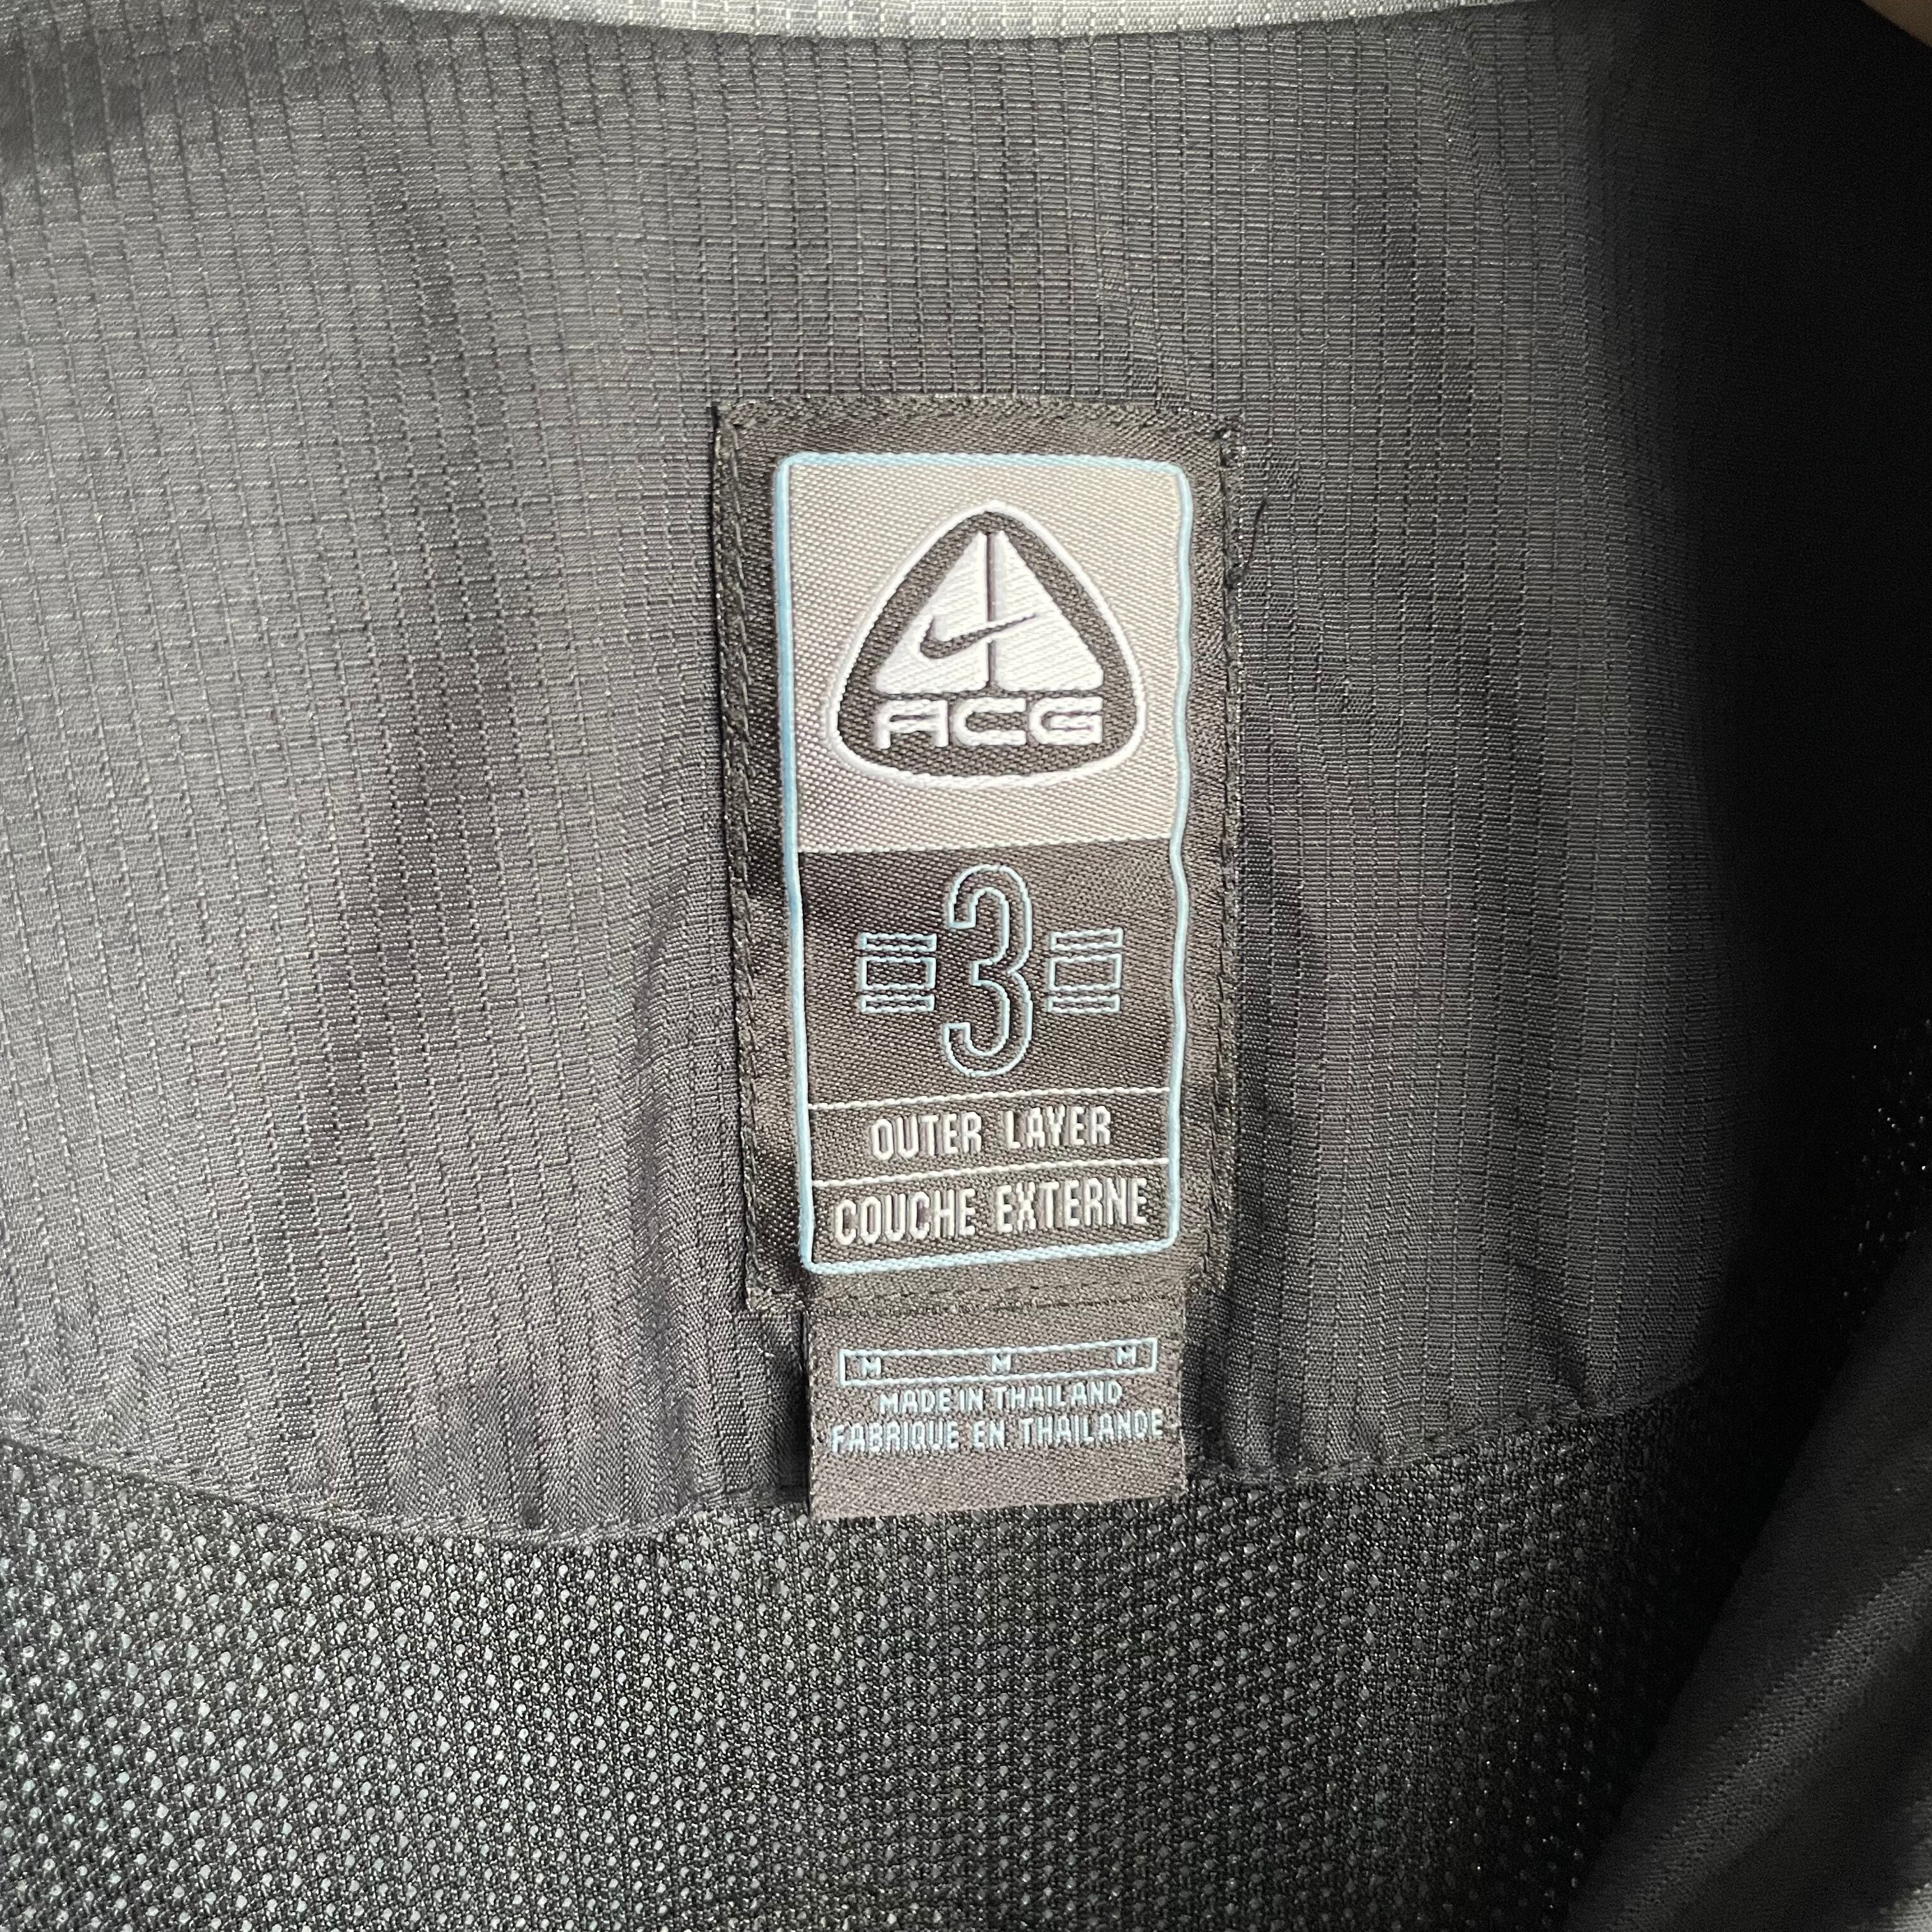 ACG
3
OUTER LAYER
COUCHE EXTERNE
M M M
MADE IN THAILAND
FABRIQUE EN THAILANDE